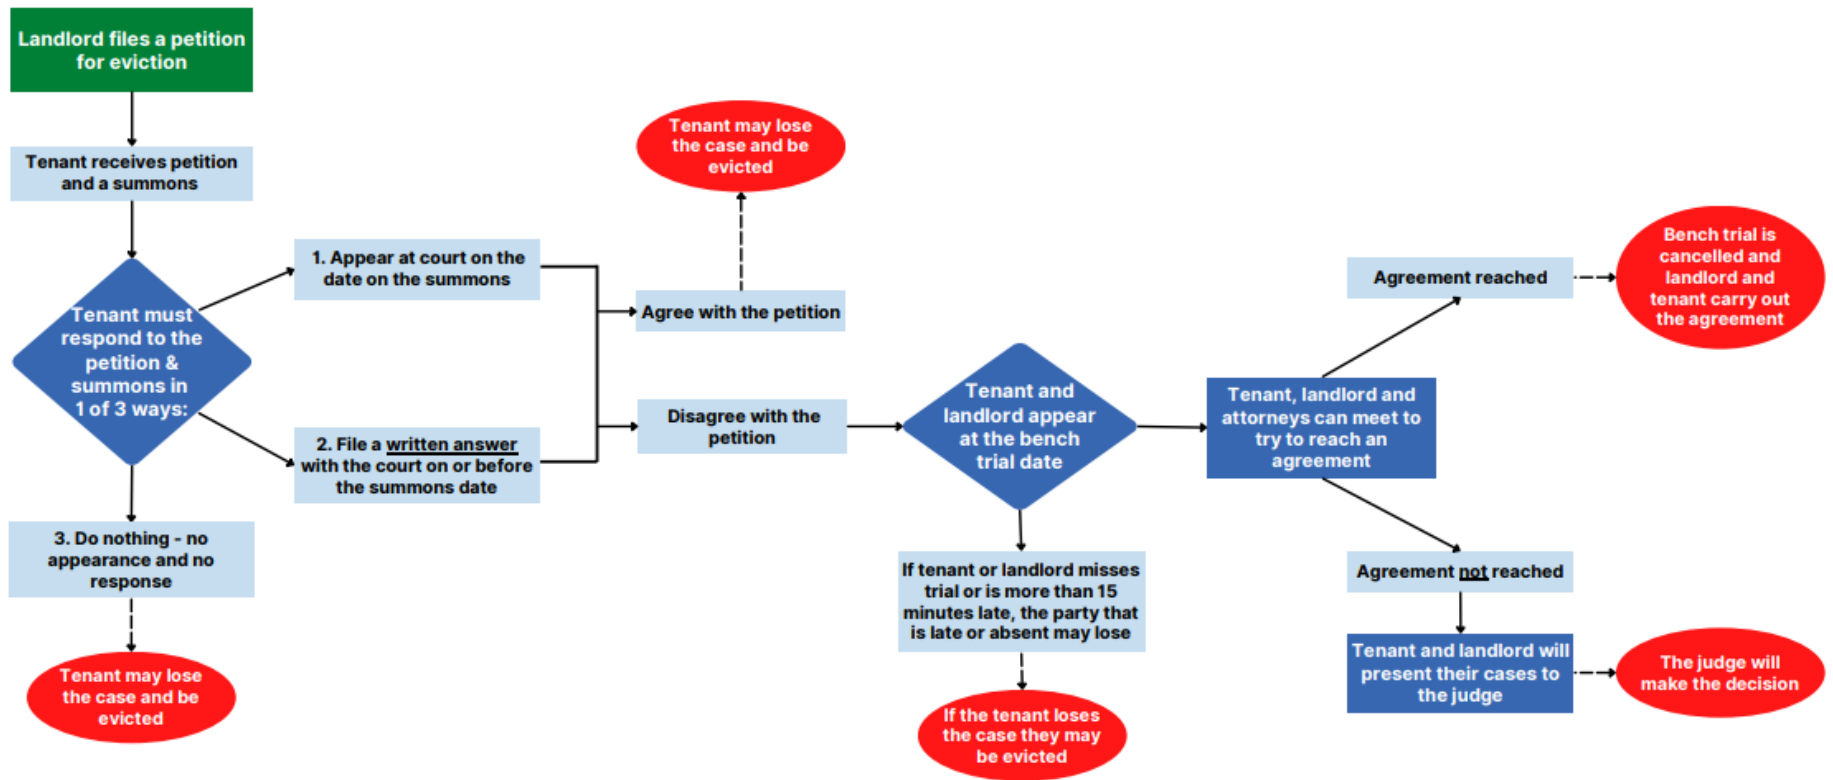 Landlord files a petition
for eviction
Tenant receives petition
and a summons
Tenant must
respond to the
petition &
summons in
1 of 3 ways:
1. Appear at court on the
date on the summons
2. File a written answer
with the court on or before
the summons date
3. Do nothing - no
appearance and no
response
Tenant may lose
the case and be
evicted
Tenant may lose
the case and be
evicted
Agree with the petition
Disagree with the
petition
Tenant and
landlord appear
at the bench
trial date
If tenant or landlord misses
trial or is more than 15
minutes late, the party that
is late or absent may lose
If the tenant loses
the case they may
be evicted
Tenant, landlord and
attorneys can meet to
try to reach an
agreement
Agreement reached
Bench trial is
cancelled and
landlord and
tenant carry out
the agreement
Agreement not reached
Tenant and landlord will
present their cases to
the judge
The judge will
make the decision